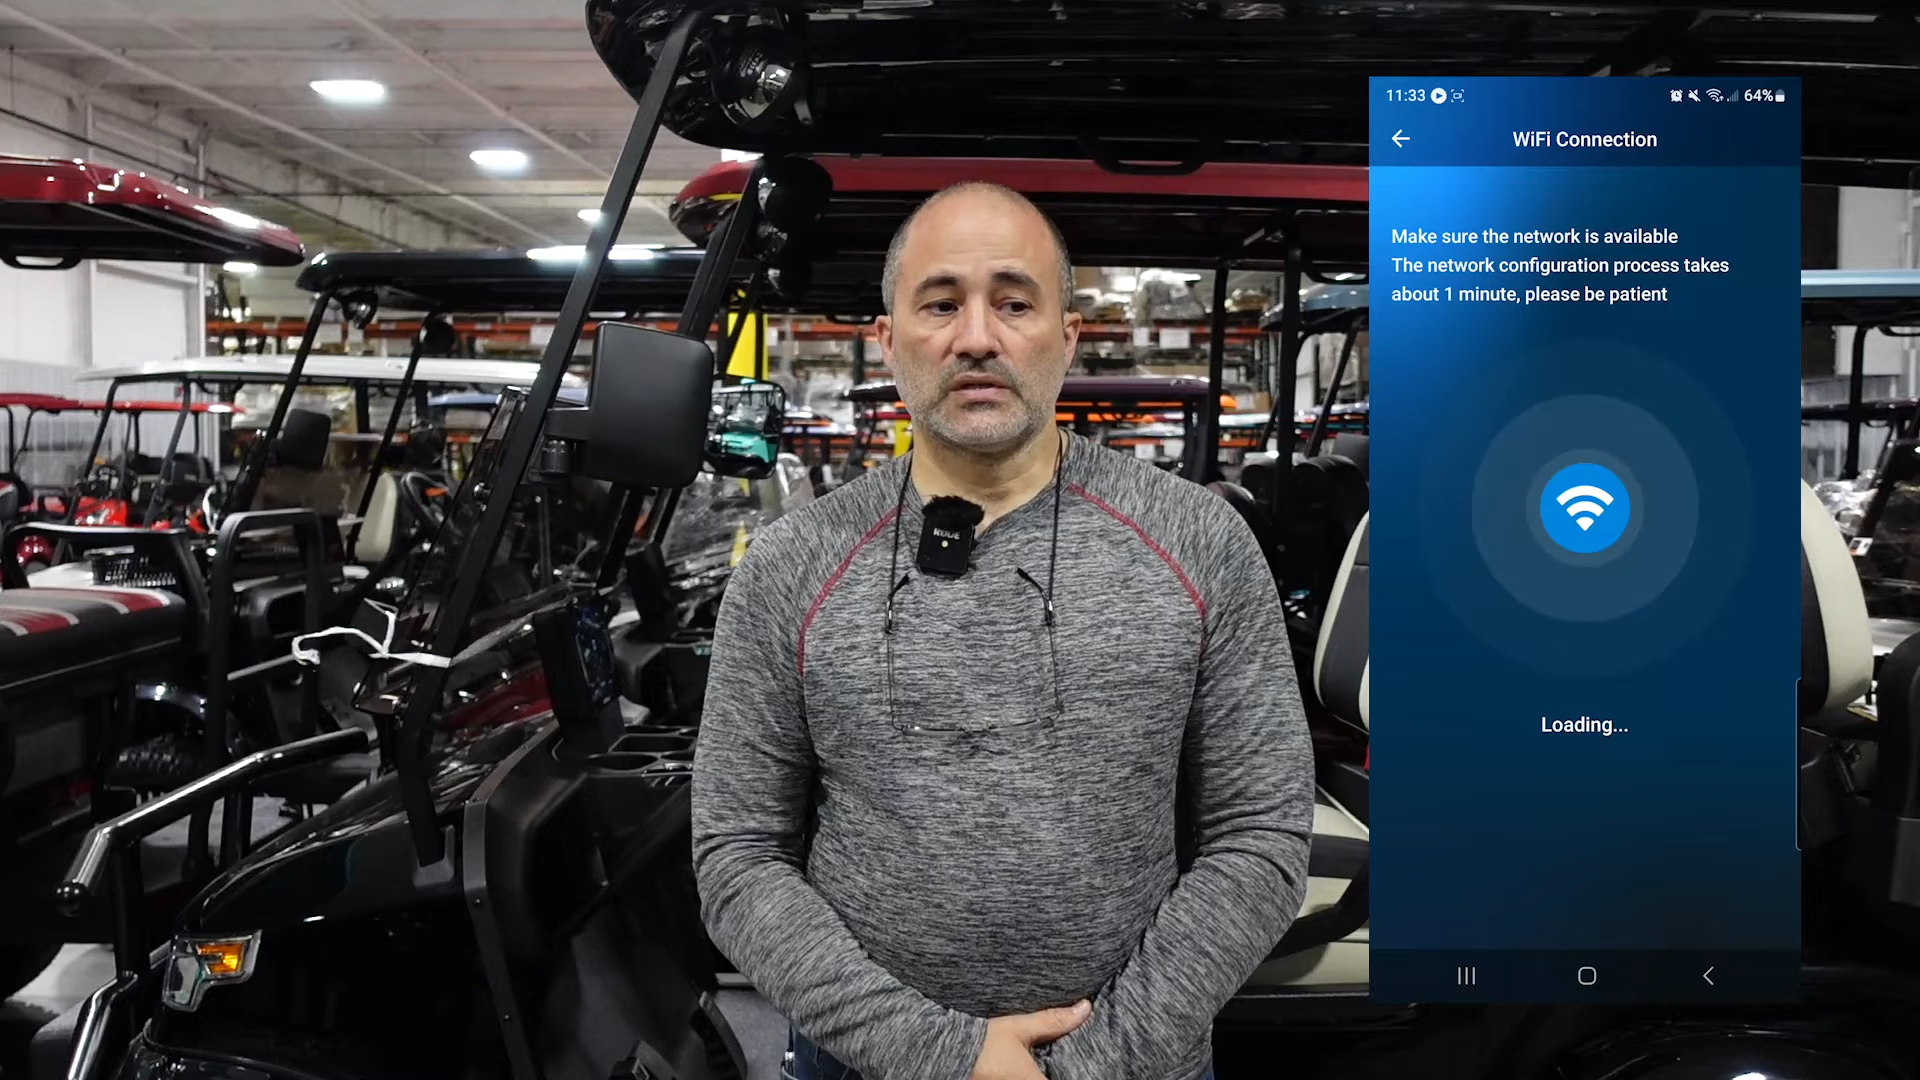 11:33
64%
WiFi Connection
Make sure the network is available
The network configuration process takes
about 1 minute, please be patient
Loading...
RODE